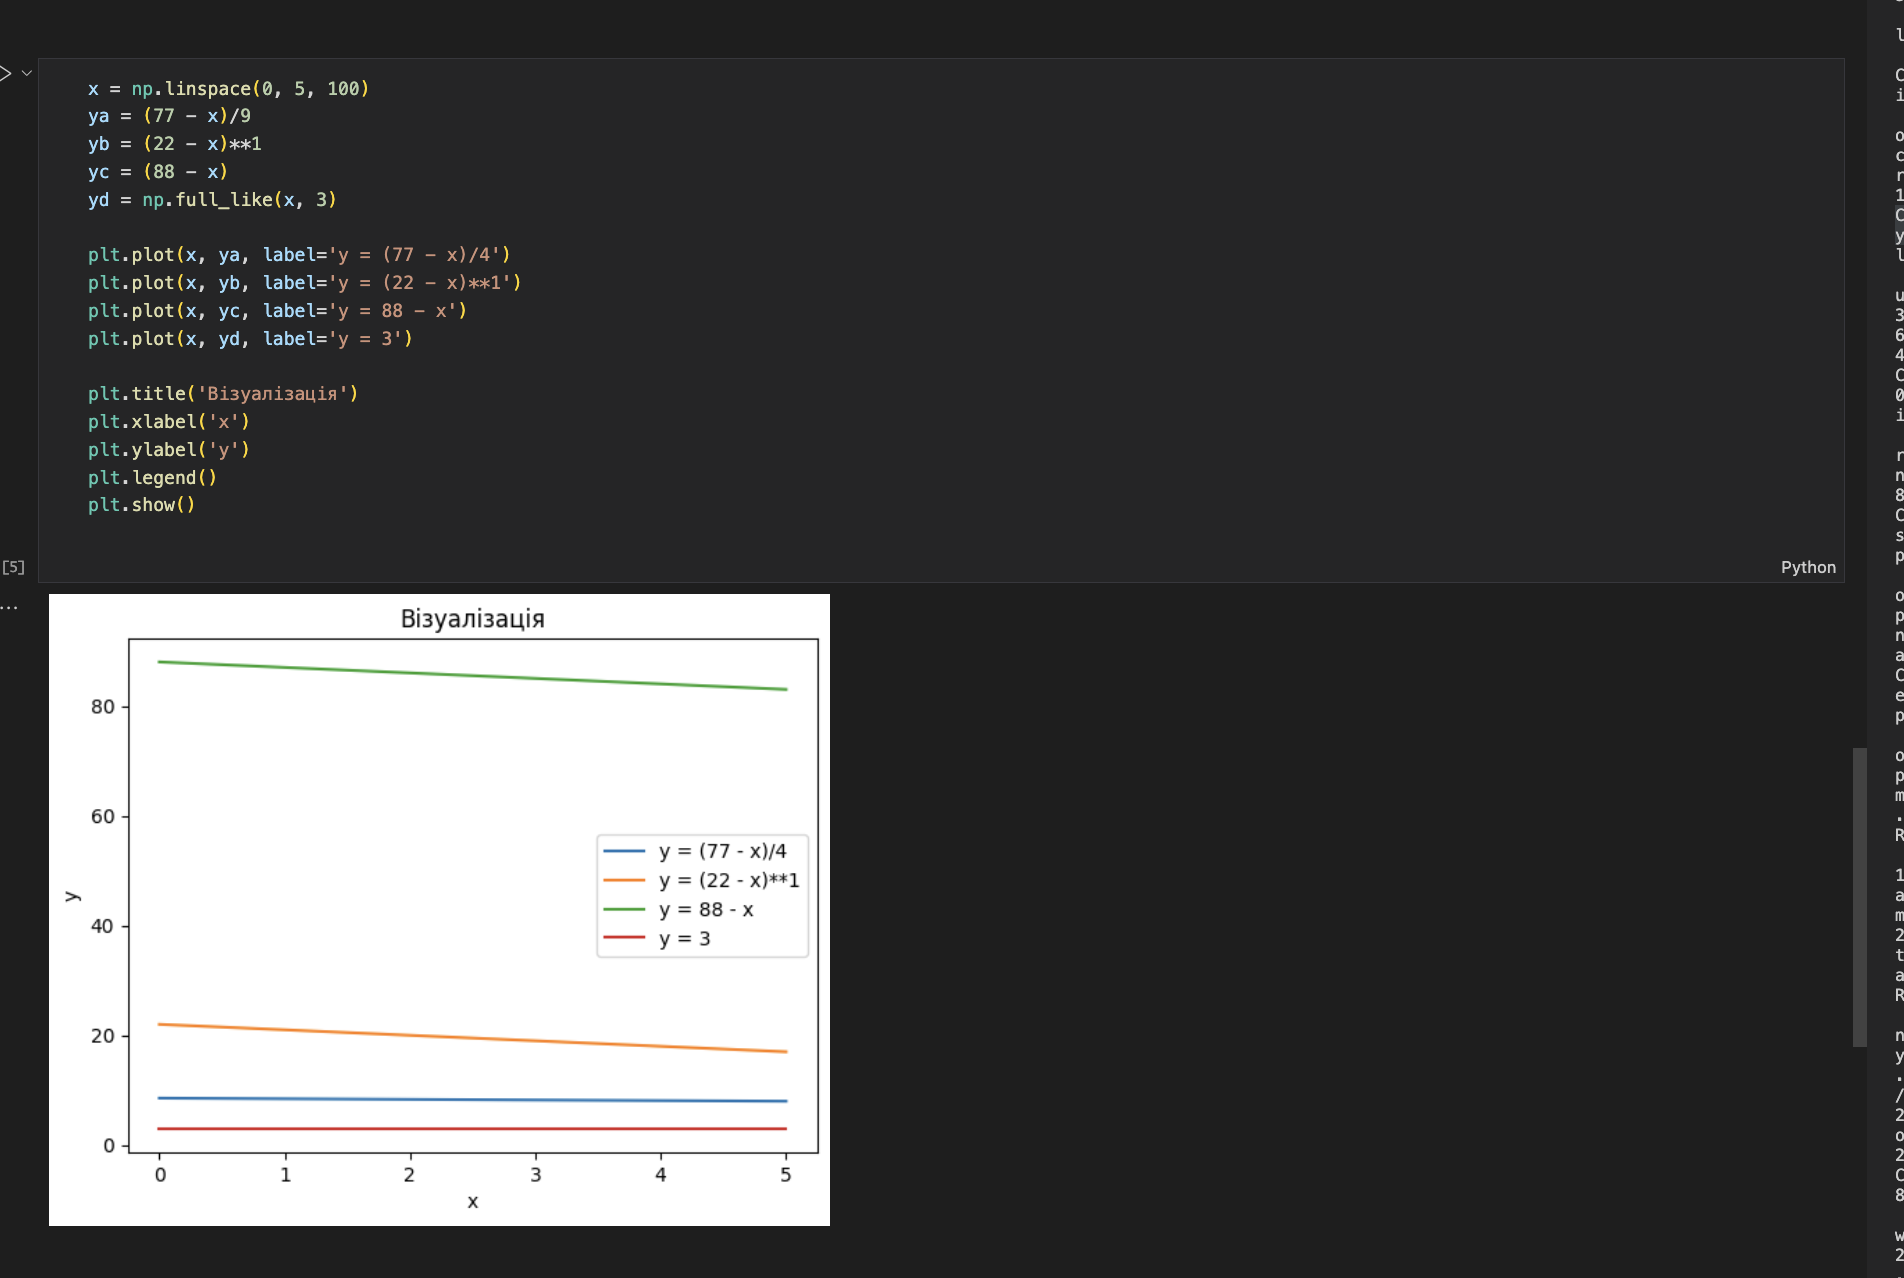 x = np.linspace(0, 5, 100)
ya = (77 - x)/9
yb = (22 - x)**1
yc = (88 - x)
yd = np.full_like(x, 3)
plt.plot(x, ya, label='y = (77 - x)/4')
plt.plot(x, yb, label='y = (22 - x)**1')
plt.plot(x, yc, label='y = 88 - x')
plt.plot(x, yd, label='y = 3')
plt.title('Візуалізація')
plt.xlabel('x')
plt.ylabel('y')
plt.legend()
plt.show()
[5]
Python
Візуалізація
80
60
40
20
0
y
y = (77 - x)/4
y = (22 - x)**1
y = 88 - x
y = 3
0 1 2 3 4 5
x